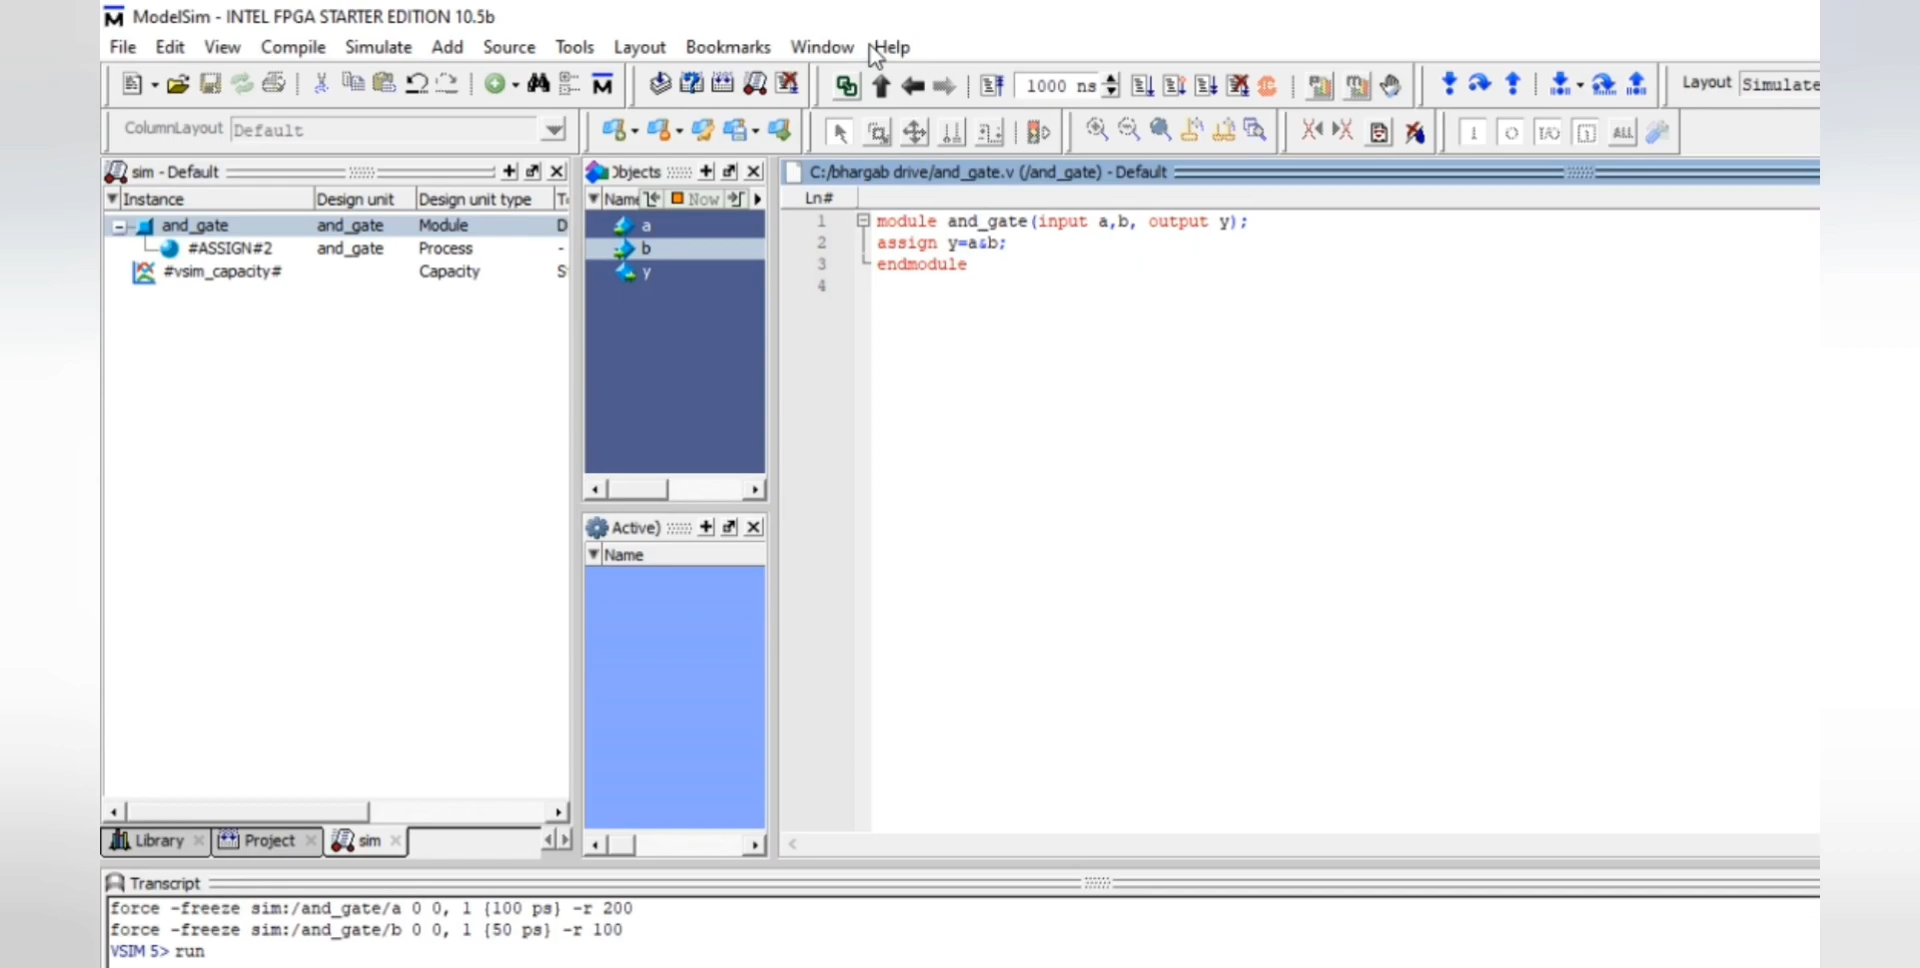 ModelSim - INTEL FPGA STARTER EDITION 10.5b
File Edit View Compile Simulate Add Source Tools Layout Bookmarks Window Help
1000 ns Layout Simulate
ColumnLayout Default ALL
sim - Default
Instance Design unit Design unit type
and_gate and_gate Module D
#ASSIGN#2 and_gate Process -
#vsim_capacity# Capacity
Library Project sim
Objects
Name Now
a
b
y
Active)
Name
C:/bhargab drive/and_gate.v (/and_gate) - Default
Ln#
1 module and_gate(input a,b, output y);
2 assign y=a&b;
3 endmodule
4
Transcript
force -freeze sim:/and_gate/a 0 0, 1 {100 ps} -r 200
force -freeze sim:/and_gate/b 0 0, 1 {50 ps} -r 100
VSIM 5> run